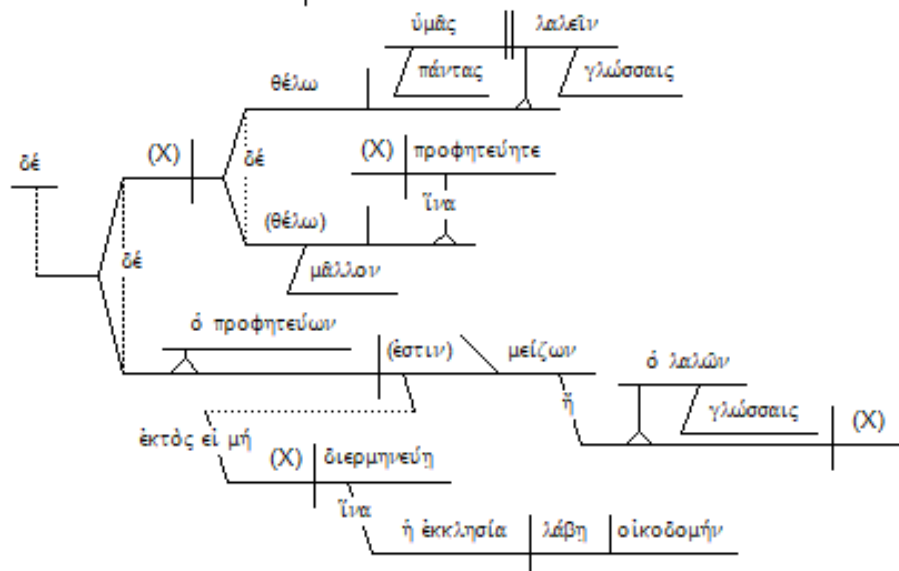 ὑμᾶς λαλεῖν
πάντας γλώσσαις
θέλω
δέ (X) δέ (X) προφητεύητε
ἵνα
(θέλω)
δέ
μᾶλλον
ὁ προφητεύων (ἐστιν) μείζων ὁ λαλῶν
ἤ γλώσσαις (X)
ἐκτὸς εἰ μή
(X) διερμηνεύῃ
ἵνα
ἡ ἐκκλησία λάβῃ οἰκοδομήν